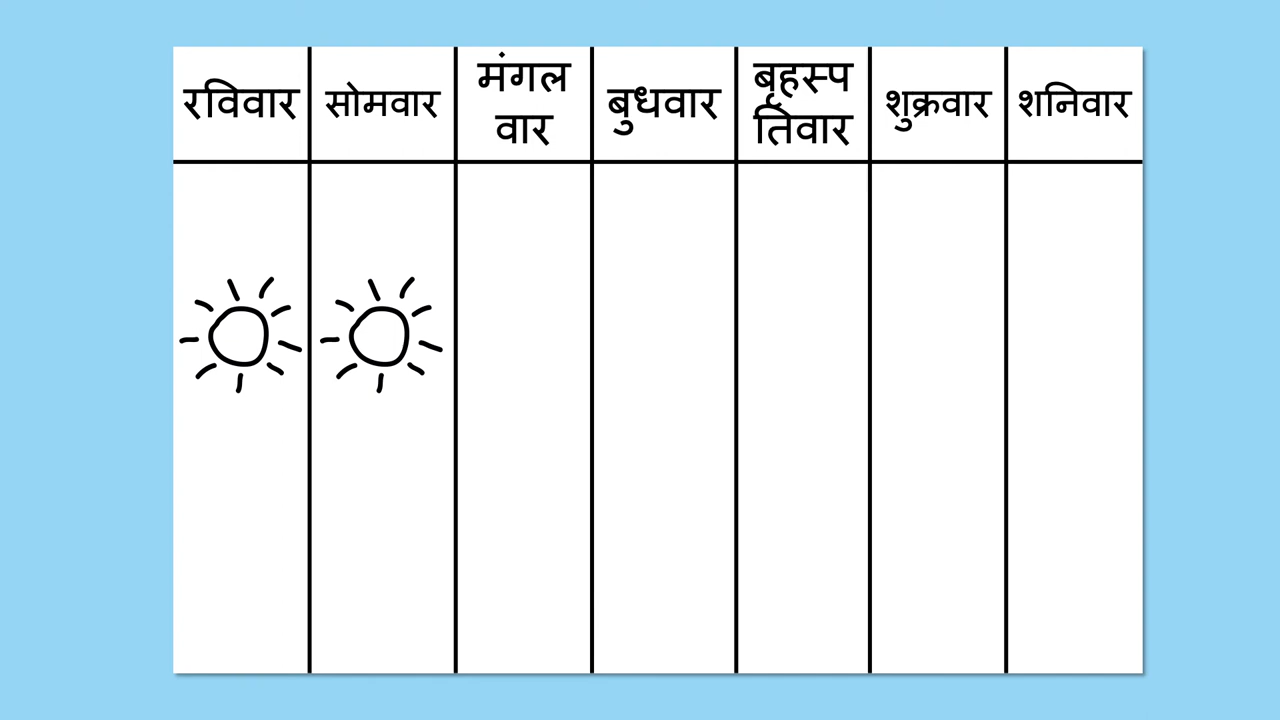 रविवार
सोमवार
मंगल
वार
बुधवार
बृहस्प
तिवार
शुक्रवार
शनिवार